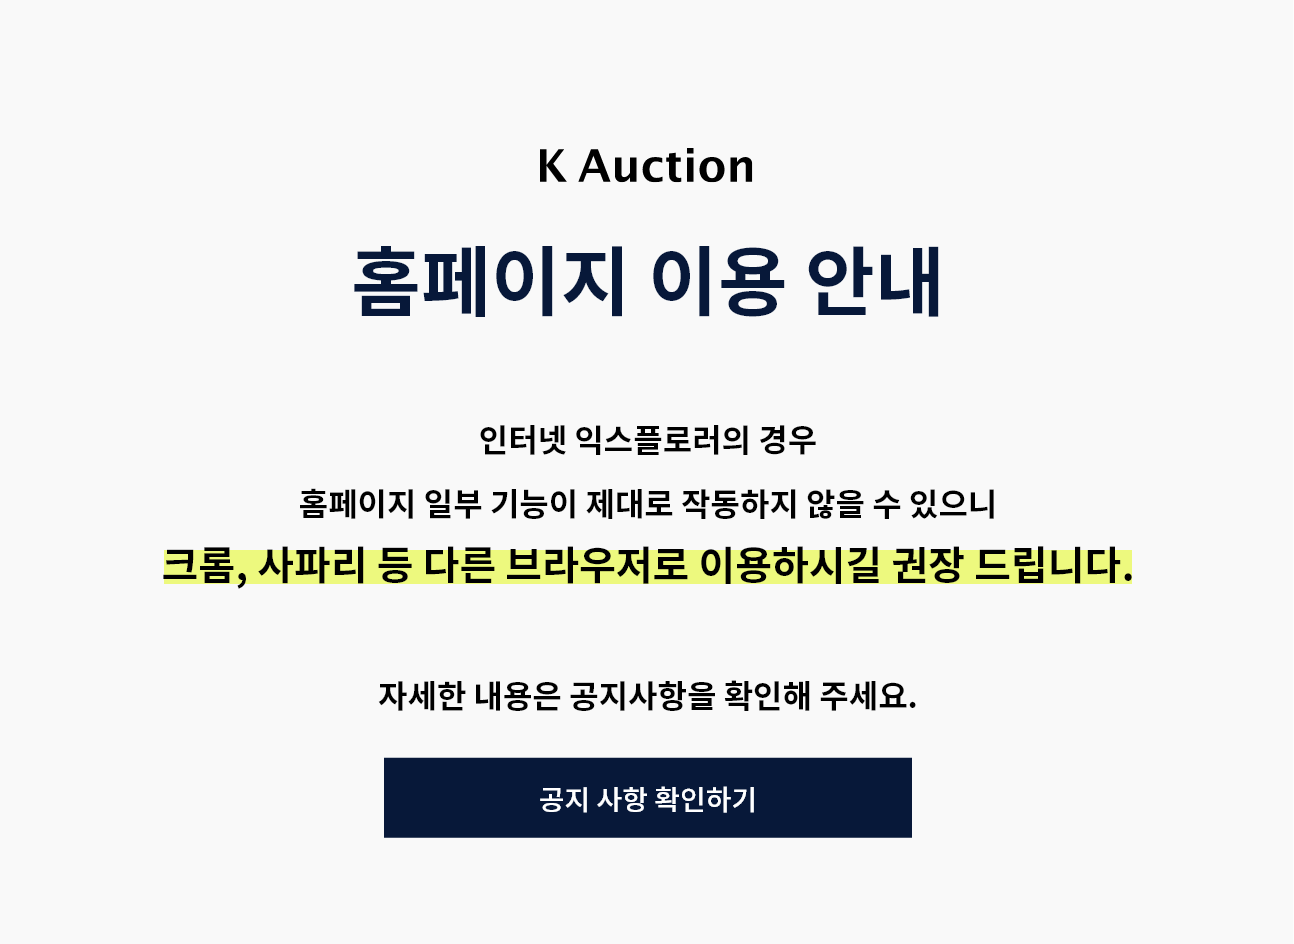 K Auction
홈페이지 이용 안내
인터넷 익스플로러의 경우
홈페이지 일부 기능이 제대로 작동하지 않을 수 있으니
크롬, 사파리 등 다른 브라우저로 이용하시길 권장 드립니다.
자세한 내용은 공지사항을 확인해 주세요.
공지 사항 확인하기